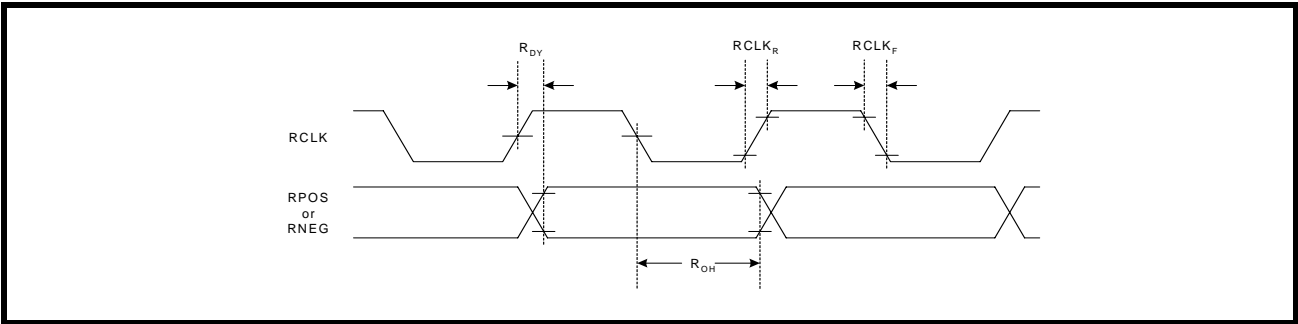 R_DY
RCLK_R
RCLK_F
RCLK
RPOS
or
RNEG
R_OH